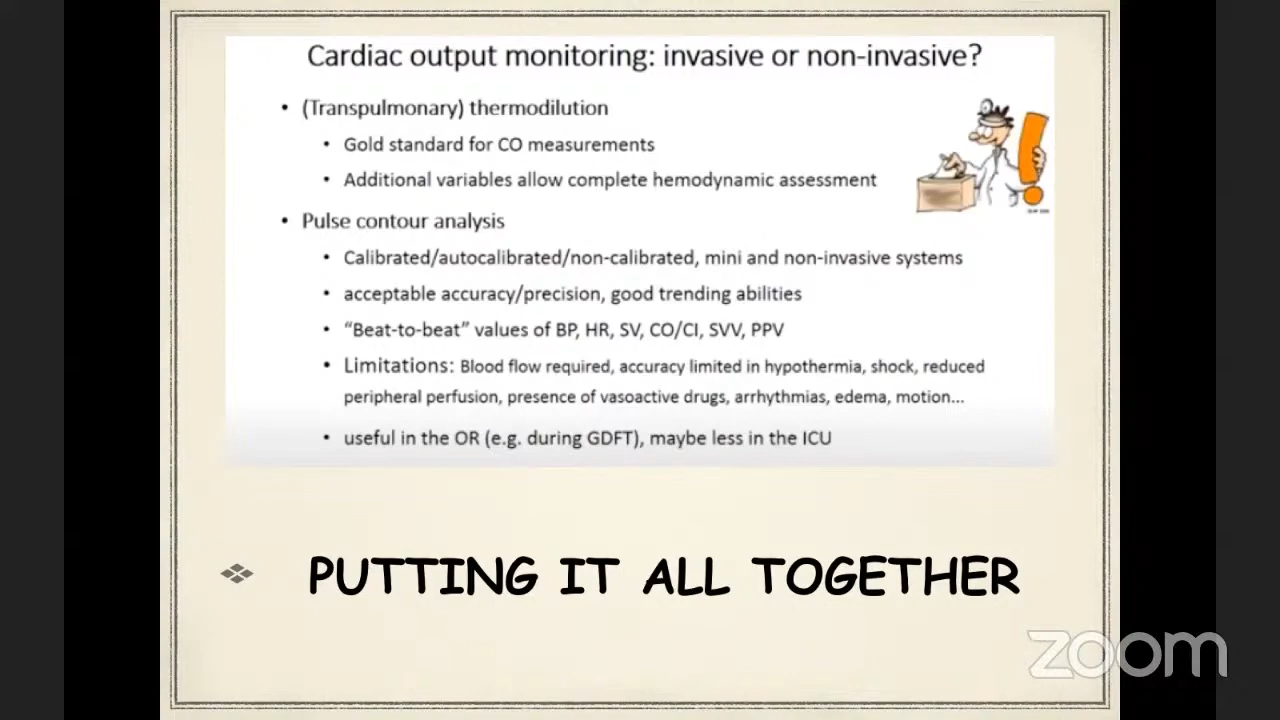 Cardiac output monitoring: invasive or non-invasive?
• (Transpulmonary) thermodilution
• Gold standard for CO measurements
• Additional variables allow complete hemodynamic assessment
• Pulse contour analysis
• Calibrated/autocalibrated/non-calibrated, mini and non-invasive systems
• acceptable accuracy/precision, good trending abilities
• “Beat-to-beat” values of BP, HR, SV, CO/CI, SVV, PPV
• Limitations: Blood flow required, accuracy limited in hypothermia, shock, reduced
peripheral perfusion, presence of vasoactive drugs, arrhythmias, edema, motion...
• useful in the OR (e.g. during GDFT), maybe less in the ICU
❖ PUTTING IT ALL TOGETHER
zoom